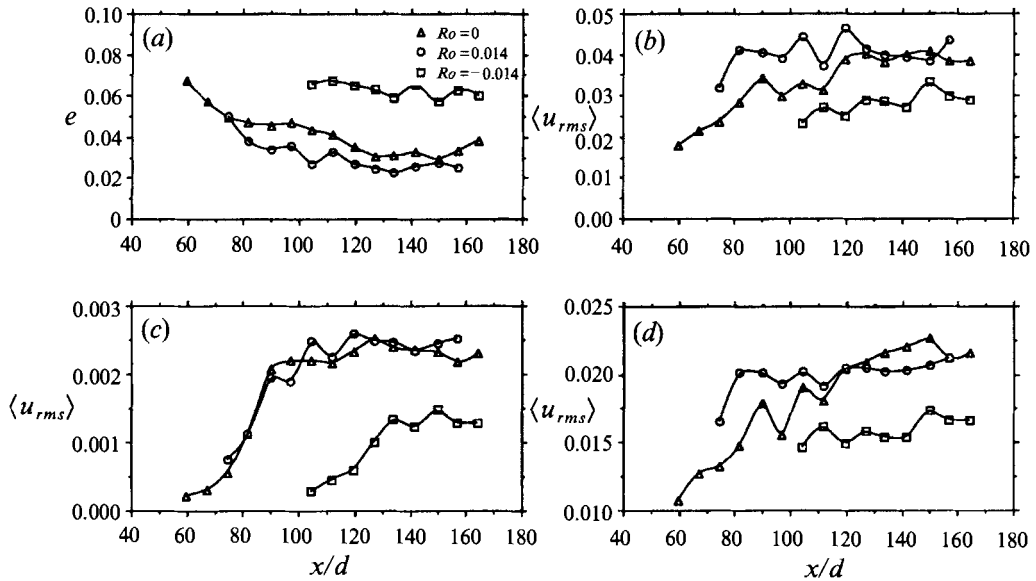 0.10
0.08
0.06
e
0.04
0.02
0
(a)
Ro=0
Ro=0.014
Ro=−0.014
40 60 80 100 120 140 160 180
0.05
0.04
0.03
⟨u_rms⟩
0.02
0.01
0.00
(b)
40 60 80 100 120 140 160 180
0.003
0.002
⟨u_rms⟩
0.001
0.000
(c)
40 60 80 100 120 140 160 180
x/d
0.025
0.020
⟨u_rms⟩
0.015
0.010
(d)
40 60 80 100 120 140 160 180
x/d